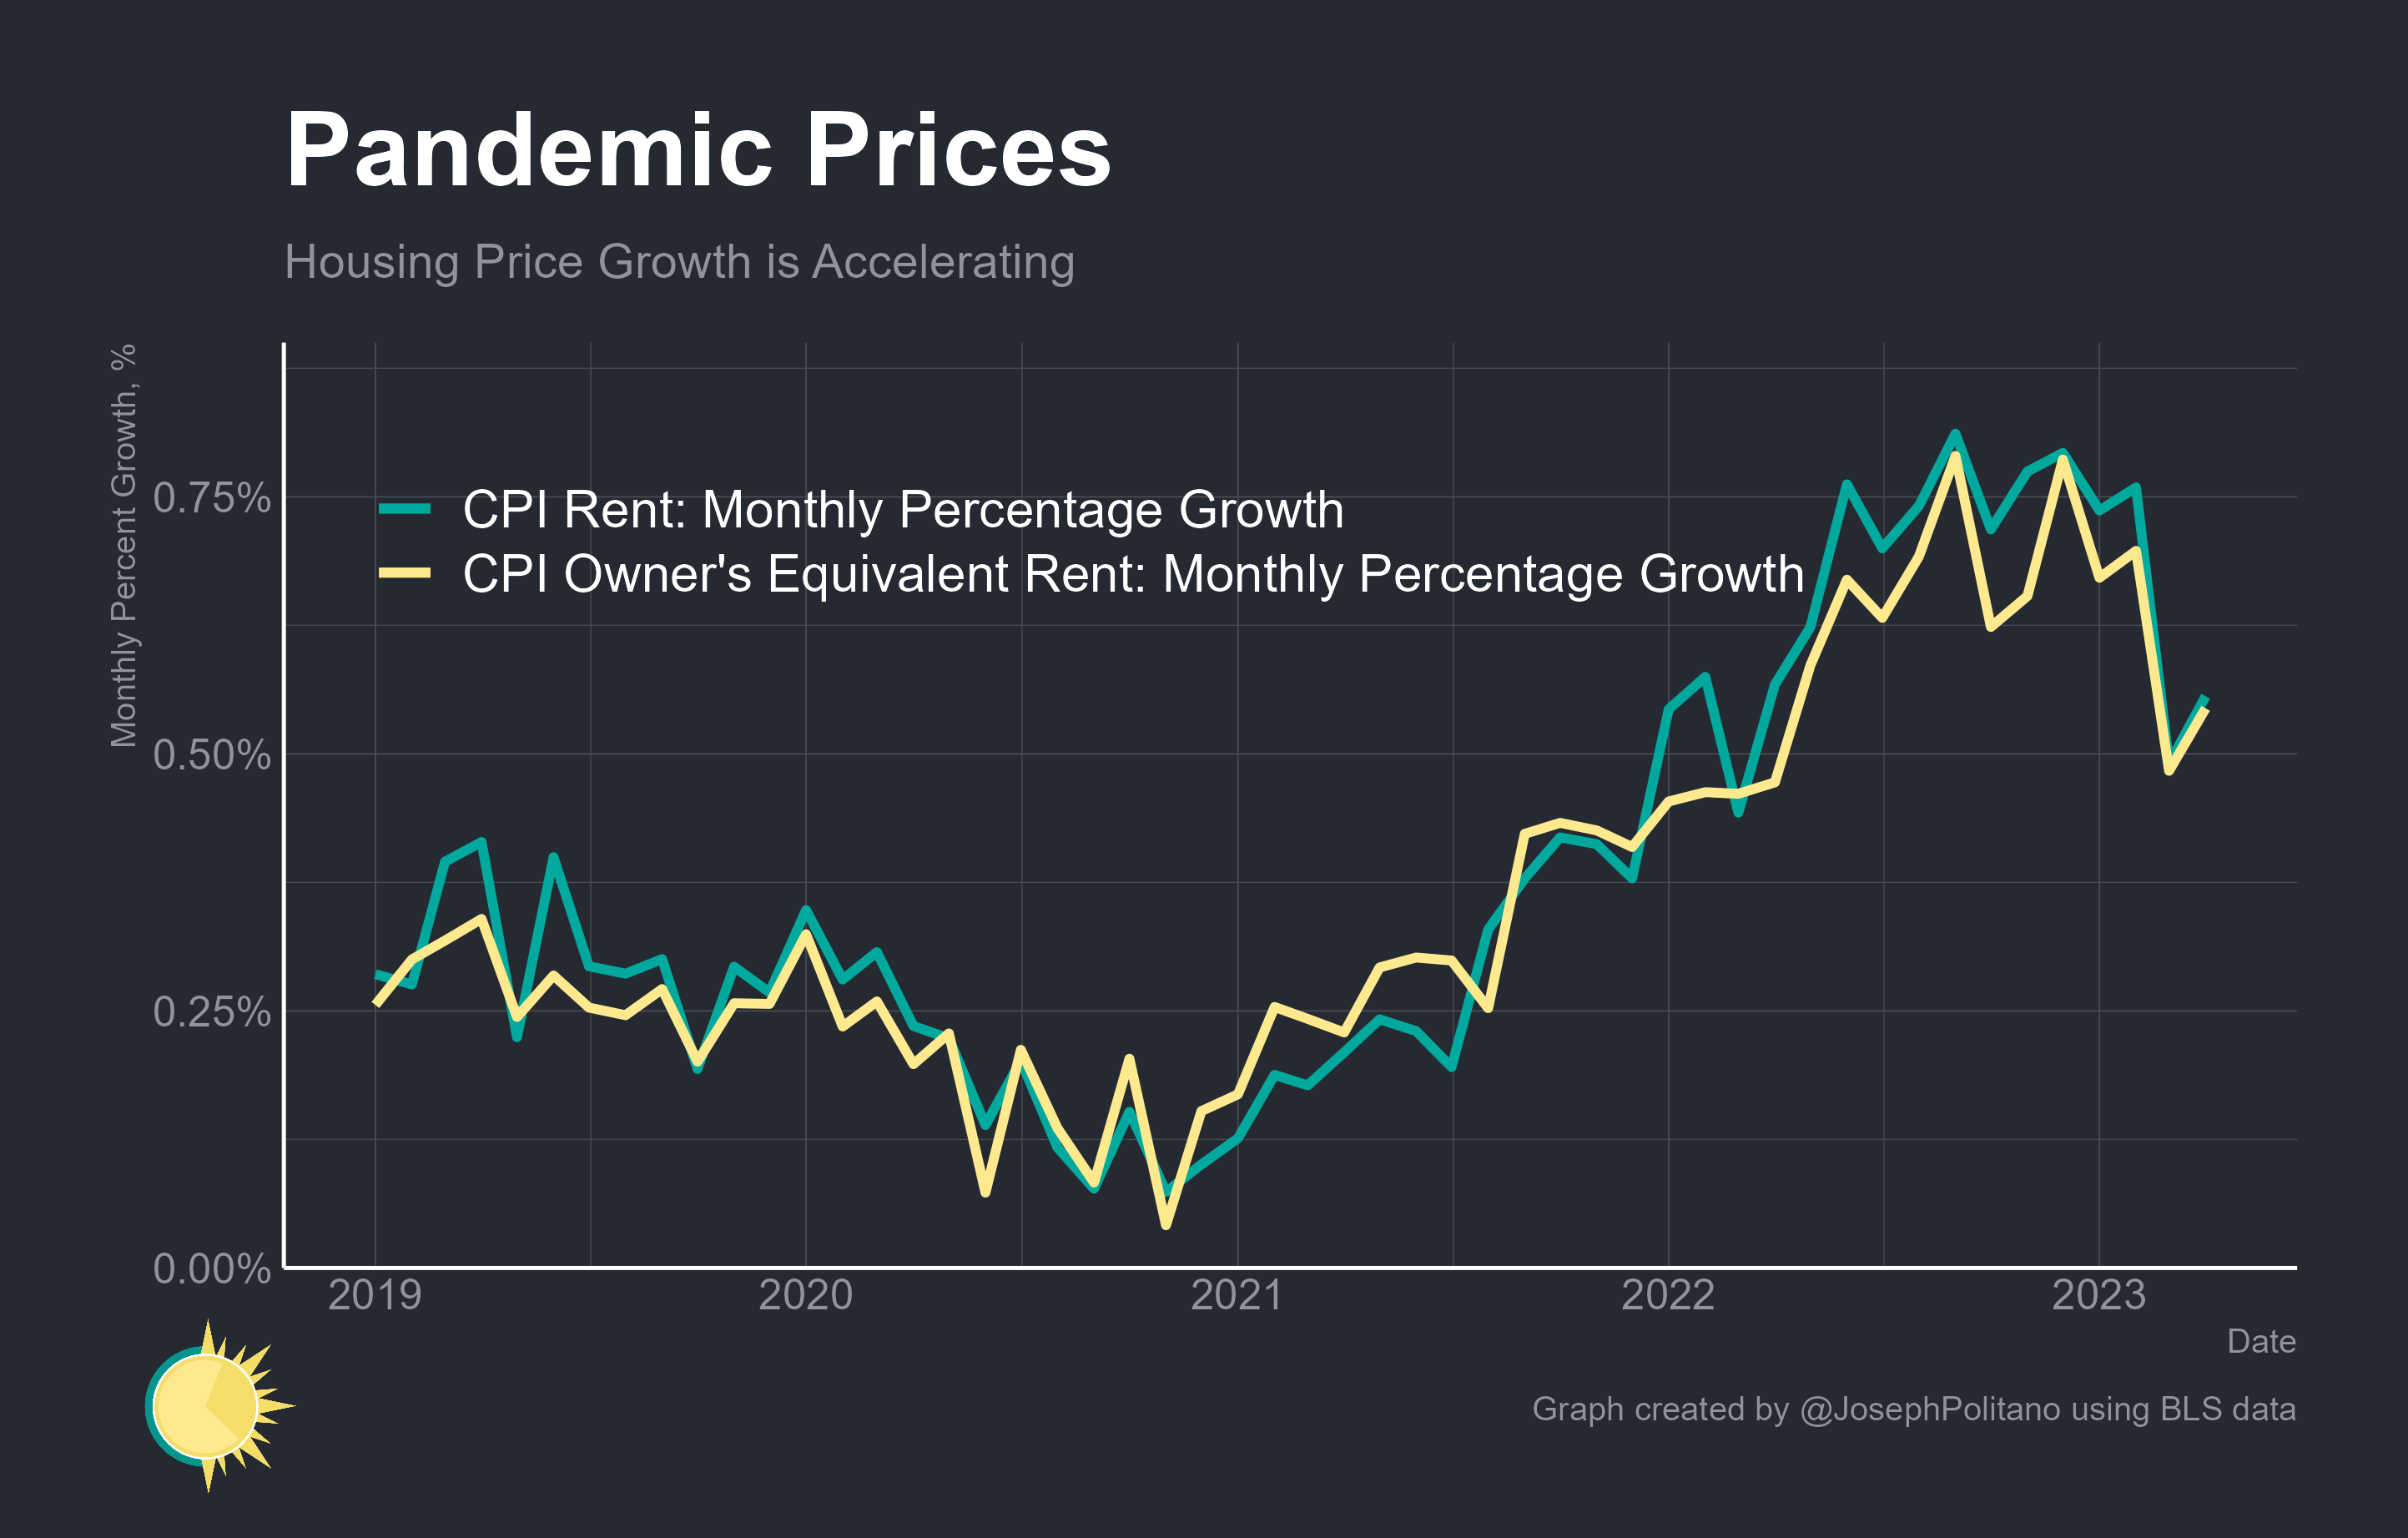 Pandemic Prices
Housing Price Growth is Accelerating
Monthly Percent Growth, %
CPI Rent: Monthly Percentage Growth
CPI Owner's Equivalent Rent: Monthly Percentage Growth
0.75%
0.50%
0.25%
0.00%
2019 2020 2021 2022 2023
Date
Graph created by @JosephPolitano using BLS data